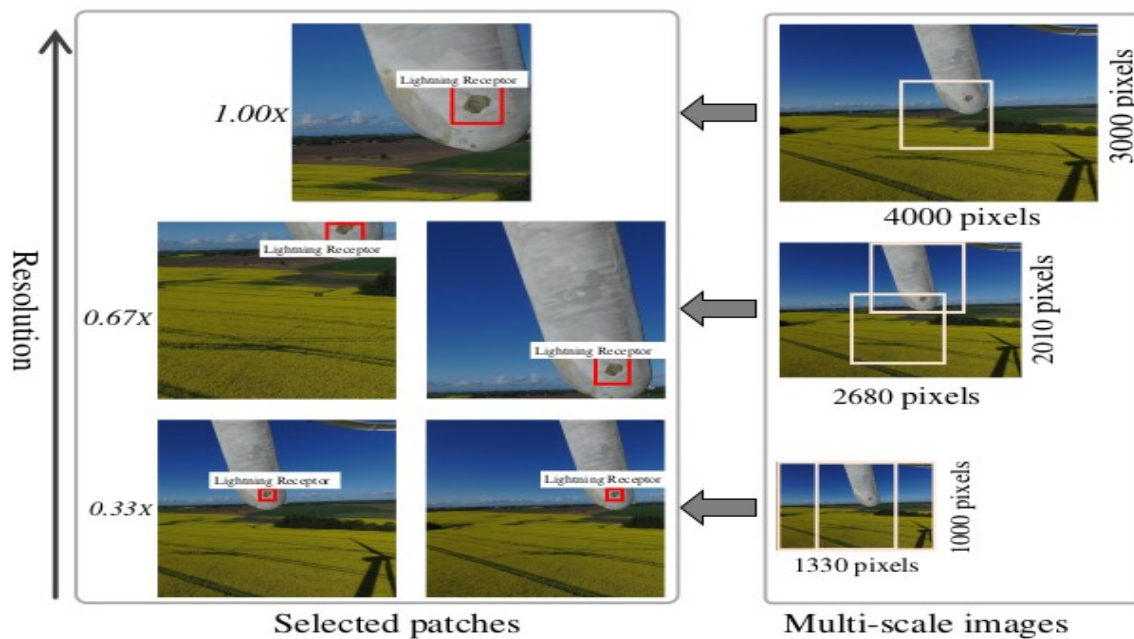 Resolution
1.00x
Lightning Receptor
3000 pixels
4000 pixels
0.67x
Lightning Receptor
Lightning Receptor
2010 pixels
2680 pixels
0.33x
Lightning Receptor
Lightning Receptor
1000 pixels
1330 pixels
Selected patches
Multi-scale images